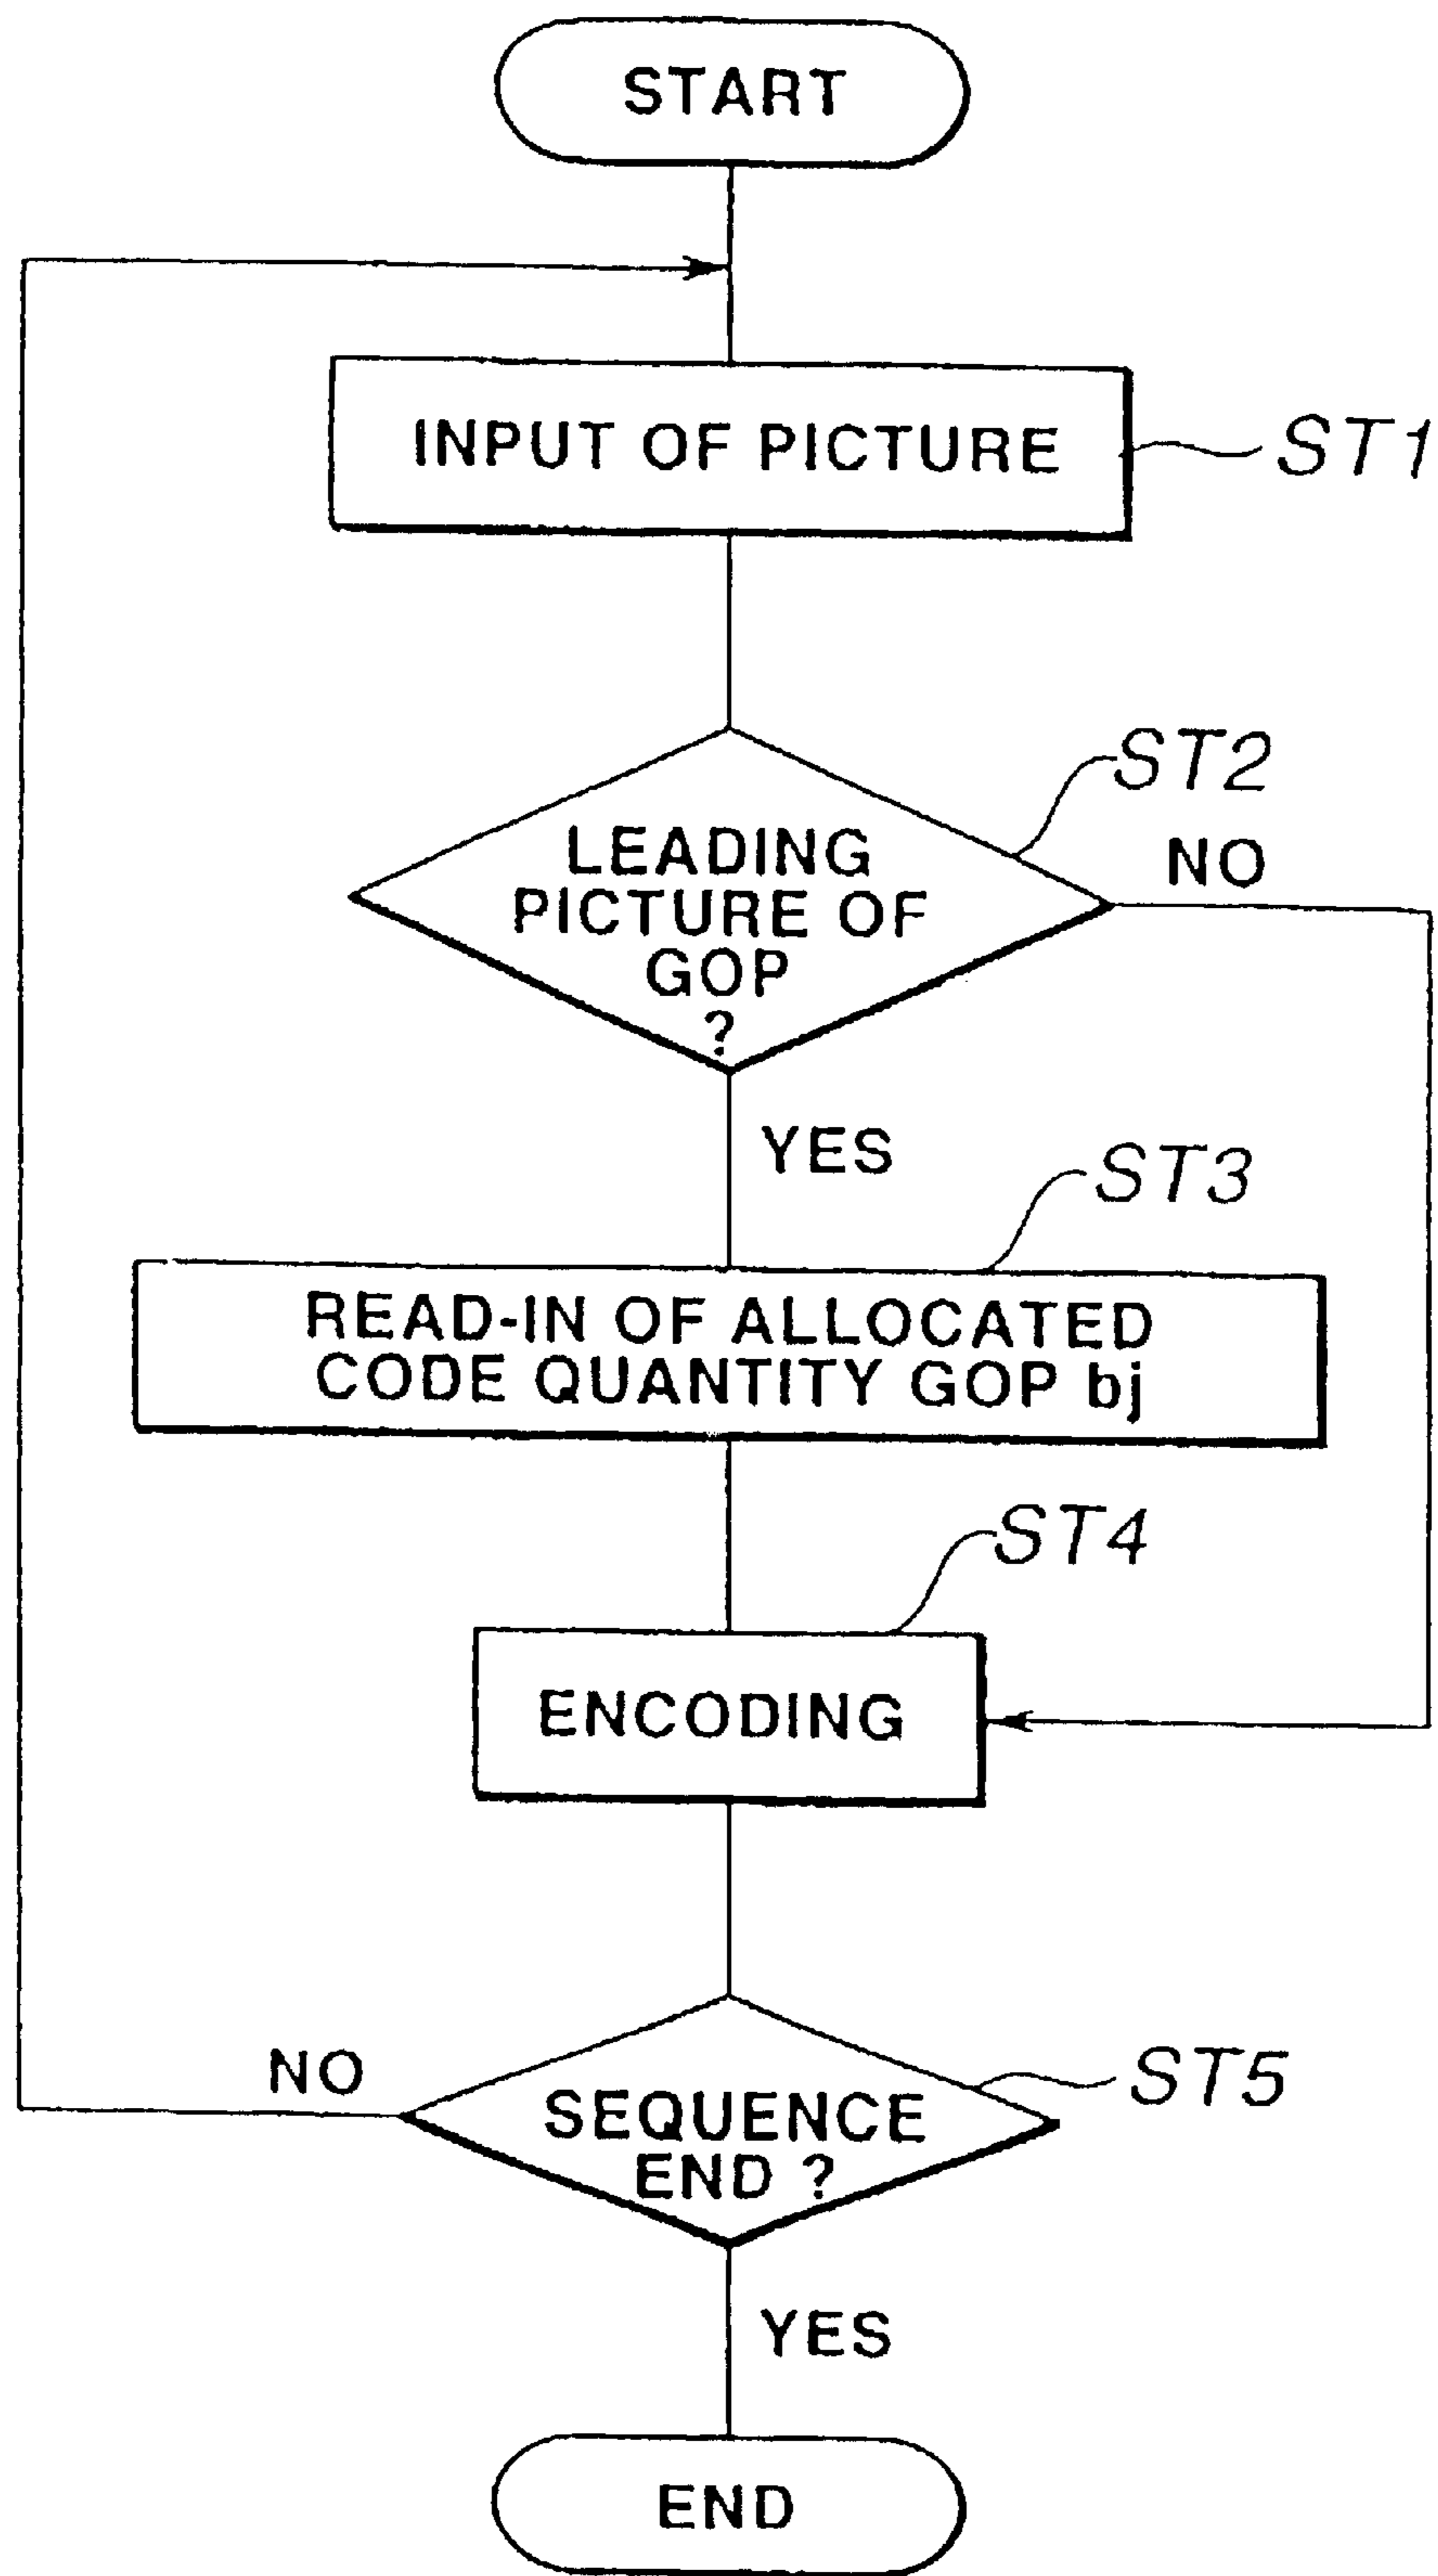 START
INPUT OF PICTURE
ST1
ST2
LEADING
PICTURE OF
GOP
?
NO
YES
ST3
READ-IN OF ALLOCATED
CODE QUANTITY GOP bj
ST4
ENCODING
NO
SEQUENCE
END ?
ST5
YES
END